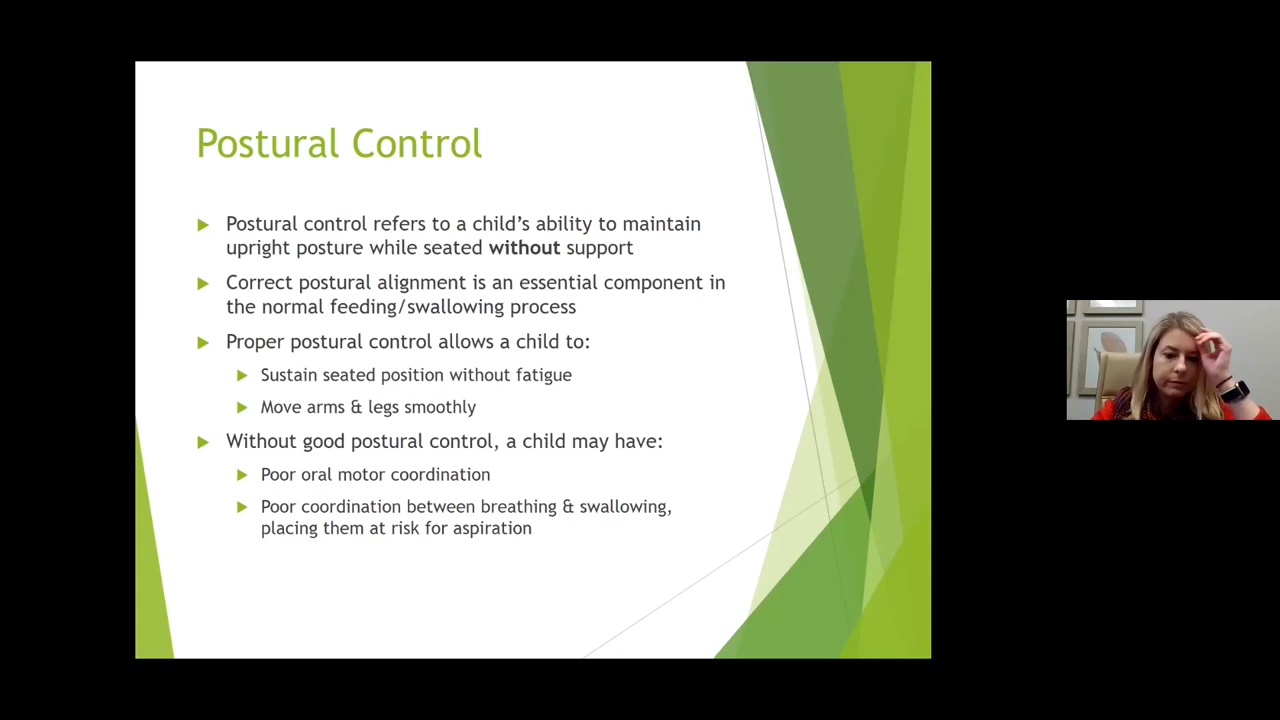 Postural Control
Postural control refers to a child's ability to maintain
upright posture while seated without support
Correct postural alignment is an essential component in
the normal feeding/swallowing process
Proper postural control allows a child to:
Sustain seated position without fatigue
Move arms & legs smoothly
Without good postural control, a child may have:
Poor oral motor coordination
Poor coordination between breathing & swallowing,
placing them at risk for aspiration